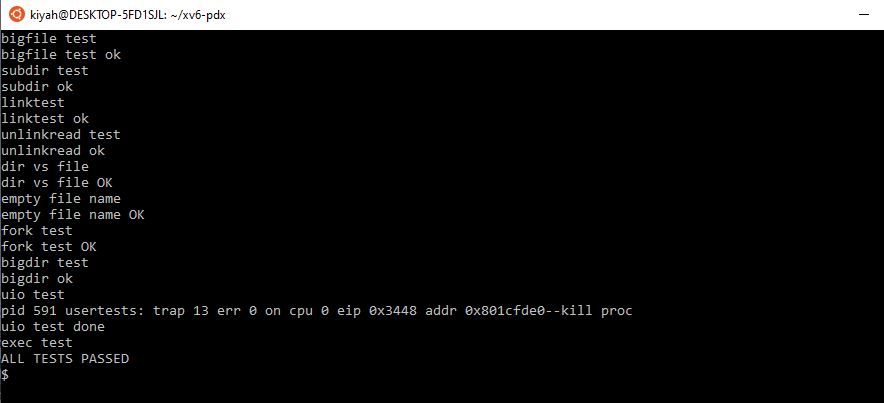 kiyah@DESKTOP-5FD1SJL: ~/xv6-pdx
bigfile test
bigfile test ok
subdir test
subdir ok
linktest
linktest ok
unlinkread test
unlinkread ok
dir vs file
dir vs file OK
empty file name
empty file name OK
fork test
fork test OK
bigdir test
bigdir ok
uio test
pid 591 usertests: trap 13 err 0 on cpu 0 eip 0x3448 addr 0x801cfde0--kill proc
uio test done
exec test
ALL TESTS PASSED
$